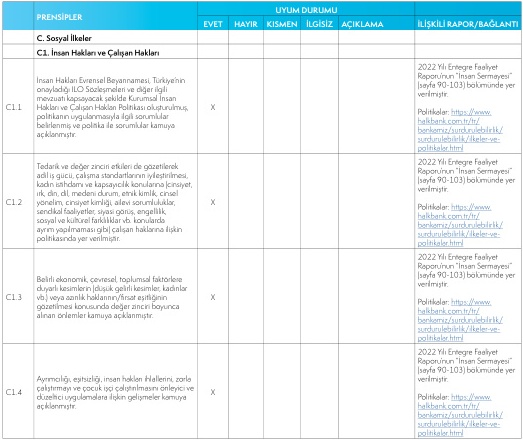 PRENSİPLER
UYUM DURUMU
EVET HAYIR KISMEN İLGİSİZ AÇIKLAMA İLİŞKİLİ RAPOR/BAĞLANTI
C. Sosyal İlkeler
C1. İnsan Hakları ve Çalışan Hakları
C1.1
İnsan Hakları Evrensel Beyannamesi, Türkiye'nin
onayladığı ILO Sözleşmeleri ve diğer ilgili
mevzuatı kapsayacak şekilde Kurumsal İnsan
Hakları ve Çalışan Hakları Politikası oluşturulmuş,
politikanın uygulanmasıyla ilgili sorumlular
belirlenmiş ve politika ile sorumlular kamuya
açıklanmıştır.
X
2022 Yılı Entegre Faaliyet
Raporu'nun "İnsan Sermayesi"
(sayfa 90-103) bölümünde yer
verilmiştir.
Politikalar: https://www.
halkbank.com.tr/tr/
bankamiz/surdurulebilirlik/
surdurulebilirlik/ilkeler-ve-
politikalar.html
C1.2
Tedarik ve değer zinciri etkileri de gözetilerek
adil iş gücü, çalışma standartlarının iyileştirilmesi,
kadın istihdamı ve kapsayıcılık konularına (cinsiyet,
ırk, din, dil, medeni durum, etnik kimlik, cinsel
yönelim, cinsiyet kimliği, ailevi sorumluluklar,
sendikal faaliyetler, siyasi görüş, engellilik,
sosyal ve kültürel farklılıklar vb. konularda
ayrım yapılmaması gibi) çalışan haklarına ilişkin
politikasında yer verilmiştir.
X
2022 Yılı Entegre Faaliyet
Raporu'nun "İnsan Sermayesi"
(sayfa 90-103) bölümünde yer
verilmiştir.
Politikalar: https://www.
halkbank.com.tr/tr/
bankamiz/surdurulebilirlik/
surdurulebilirlik/ilkeler-ve-
politikalar.html
C1.3
Belirli ekonomik, çevresel, toplumsal faktörlere
duyarlı kesimlerin (düşük gelirli kesimler, kadınlar
vb.) veya azınlık haklarının/fırsat eşitliğinin
gözetilmesi konusunda değer zinciri boyunca
alınan önlemler kamuya açıklanmıştır.
X
2022 Yılı Entegre Faaliyet
Raporu'nun "İnsan Sermayesi"
(sayfa 90-103) bölümünde yer
verilmiştir.
Politikalar: https://www.
halkbank.com.tr/tr/
bankamiz/surdurulebilirlik/
surdurulebilirlik/ilkeler-ve-
politikalar.html
C1.4
Ayrımcılığı, eşitsizliği, insan hakları ihlallerini, zorla
çalıştırmayı ve çocuk işçi çalıştırılmasını önleyici ve
düzeltici uygulamalara ilişkin gelişmeler kamuya
açıklanmıştır.
X
2022 Yılı Entegre Faaliyet
Raporu'nun "İnsan Sermayesi"
(sayfa 90-103) bölümünde yer
verilmiştir.
Politikalar: https://www.
halkbank.com.tr/tr/
bankamiz/surdurulebilirlik/
surdurulebilirlik/ilkeler-ve-
politikalar.html